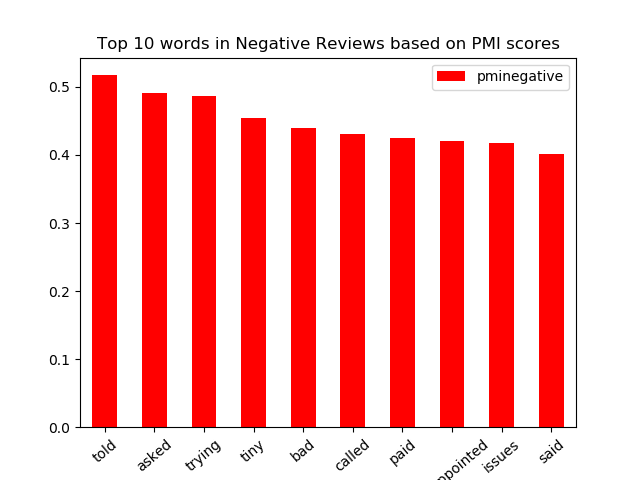 Top 10 words in Negative Reviews based on PMI scores
pminegative
0.5
0.4
0.3
0.2
0.1
0.0
told
asked
trying
tiny
bad
called
paid
ppointed
issues
said